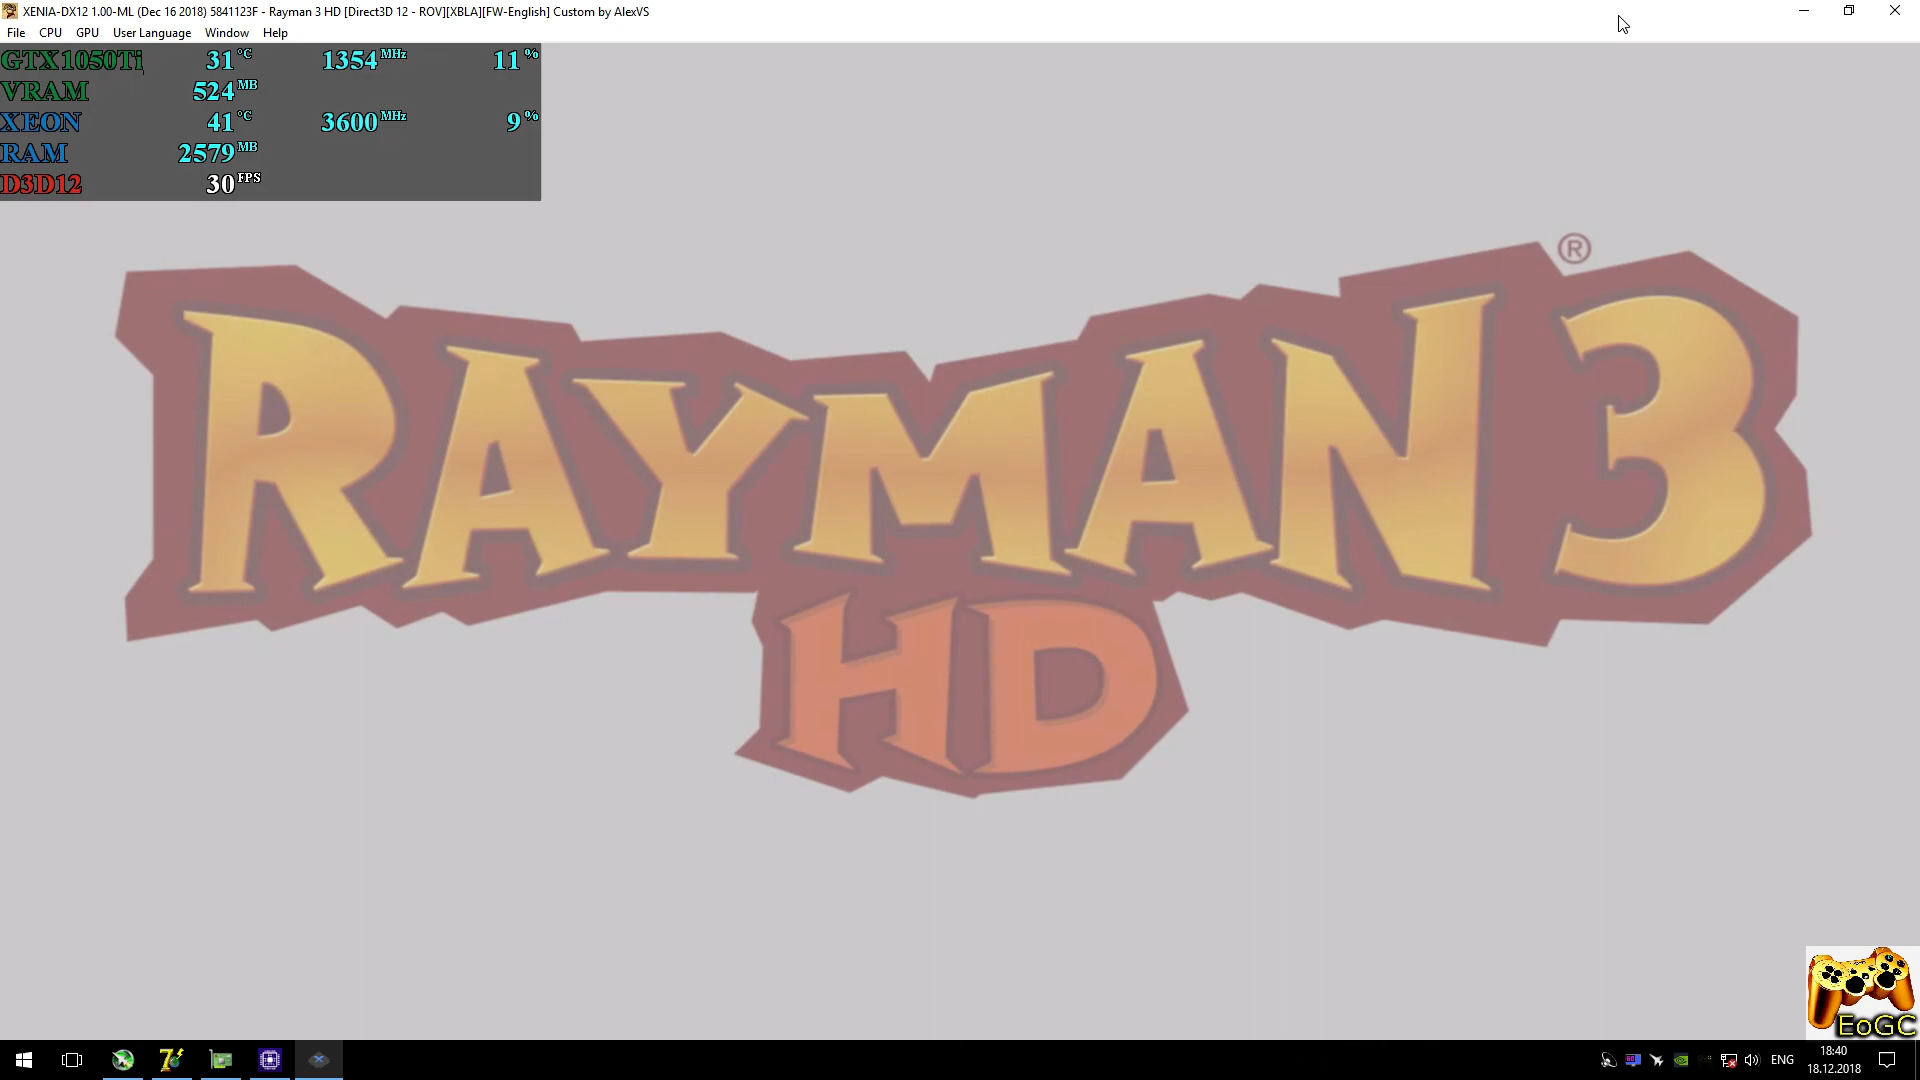 XENIA-DX12 1.00-ML (Dec 16 2018) 5841123F - Rayman 3 HD [Direct3D 12 - ROV][XBLA][FW-English] Custom by AlexVS
File CPU GPU User Language Window Help
GTX1050Ti 31 °C 1354 MHz 11 %
VRAM 524 MB
XEON 41 °C 3600 MHz 9 %
RAM 2579 MB
D3D12 30 FPS
RAYMAN 3 ®
HD
EoGC
ENG
18:40
18.12.2018